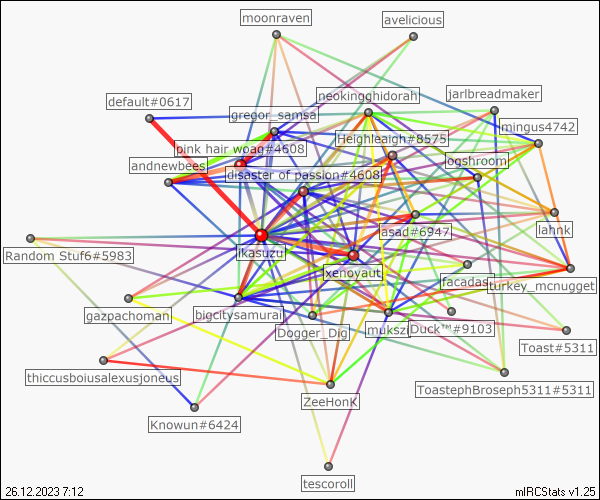 moonraven
avelicious
jarlbreadmaker
default#0617
neokingghidorah
gregor_samsa
mingus4742
Heighleaigh#8575
pink hair woag#4608
ogshroom
andnewbees
disaster of passion#4608
lahnk
asad#6947
Random Stuf6#5983
ikasuzu
xenoyaut
facadast
turkey_mcnugget
gazpachoman
bigcitysamurai
Dogger_Dig
mukszi
Duck™#9103
Toast#5311
thiccusboiusalexusjoneus
ToastephBroseph5311#5311
ZeeHonk
Knowun#6424
tescoroll
26.12.2023 7:12
mIRCStats v1.25